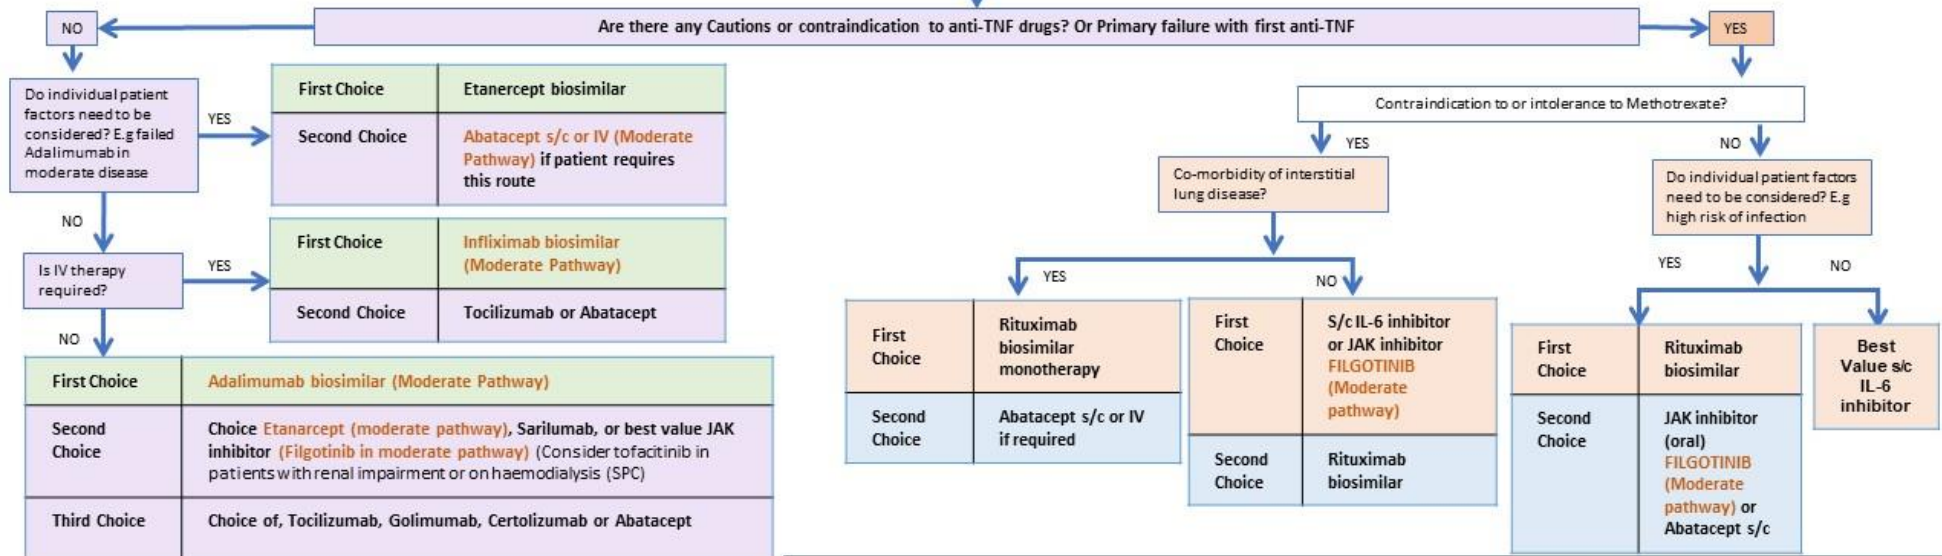 Are there any Cautions or contraindication to anti-TNF drugs? Or Primary failure with first anti-TNF
NO
YES
Do individual patient
factors need to be
considered? E.g failed
Adalimumab in
moderate disease
YES
First Choice
Etanercept biosimilar
Second Choice
Abatacept s/c or IV (Moderate
Pathway) if patient requires
this route
NO
Is IV therapy
required?
YES
First Choice
Infliximab biosimilar
(Moderate Pathway)
Second Choice
Tocilizumab or Abatacept
NO
First Choice
Adalimumab biosimilar (Moderate Pathway)
Second
Choice
Choice Etanarcept (moderate pathway), Sarilumab, or best value JAK
inhibitor (Filgotinib in moderate pathway) (Consider tofacitinib in
patients with renal impairment or on haemodialysis (SPC)
Third Choice
Choice of, Tocilizumab, Golimumab, Certolizumab or Abatacept
Contraindication to or intolerance to Methotrexate?
YES
NO
Co-morbidity of interstitial
lung disease?
YES
NO
First
Choice
Rituximab
biosimilar
monotherapy
Second
Choice
Abatacept s/c or IV
if required
First
Choice
S/c IL-6 inhibitor
or JAK inhibitor
FILGOTINIB
(Moderate
pathway)
Second
Choice
Rituximab
biosimilar
Do individual patient factors
need to be considered? E.g
high risk of infection
YES
NO
First
Choice
Rituximab
biosimilar
Second
Choice
JAK inhibitor
(oral)
FILGOTINIB
(Moderate
pathway) or
Abatacept s/c
Best
Value s/c
IL-6
inhibitor